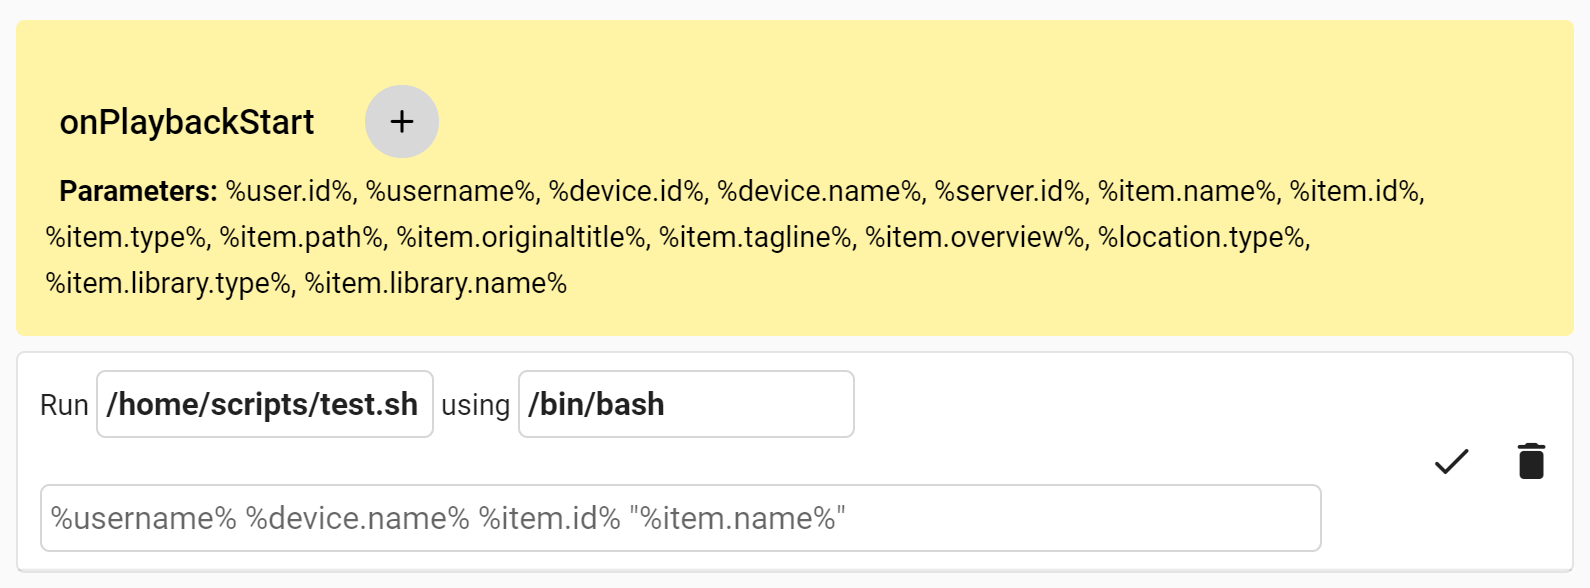 onPlaybackStart +
Parameters: %user.id%, %username%, %device.id%, %device.name%, %server.id%, %item.name%, %item.id%,
%item.type%, %item.path%, %item.originaltitle%, %item.tagline%, %item.overview%, %location.type%,
%item.library.type%, %item.library.name%
Run /home/scripts/test.sh using /bin/bash
%username% %device.name% %item.id% "%item.name%"